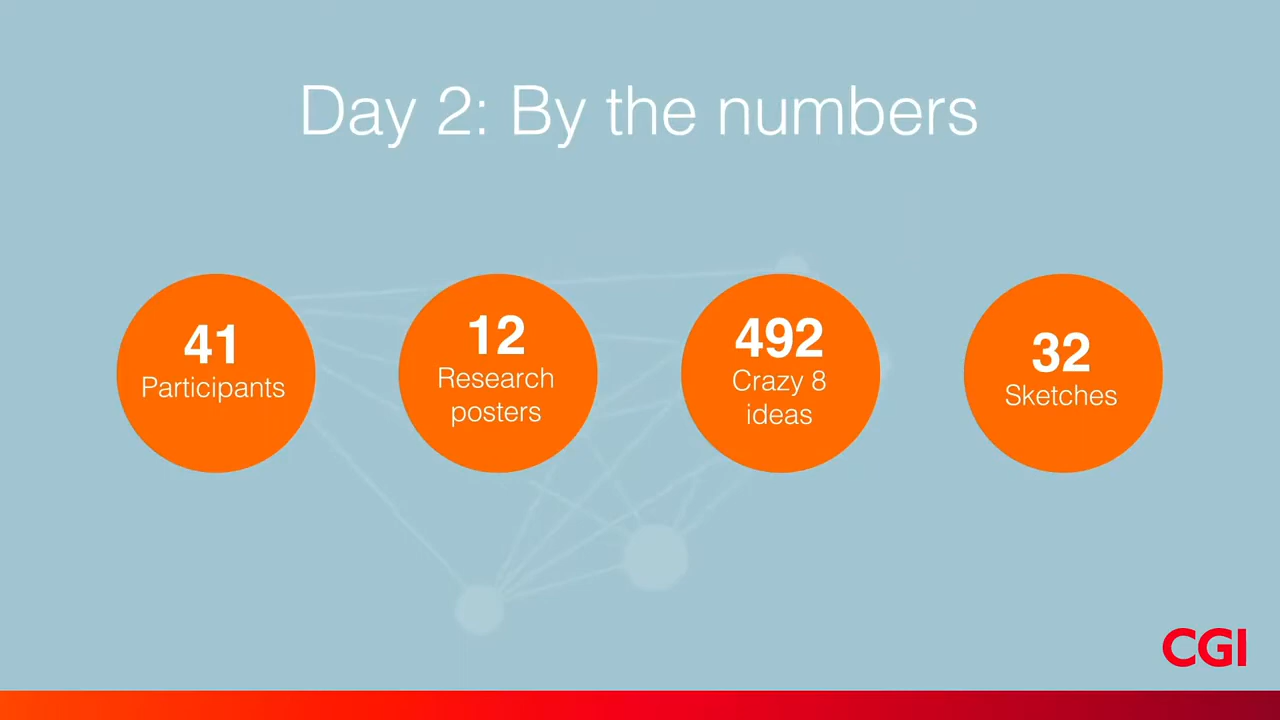 Day 2: By the numbers
41
Participants
12
Research
posters
492
Crazy 8
ideas
32
Sketches
CGI